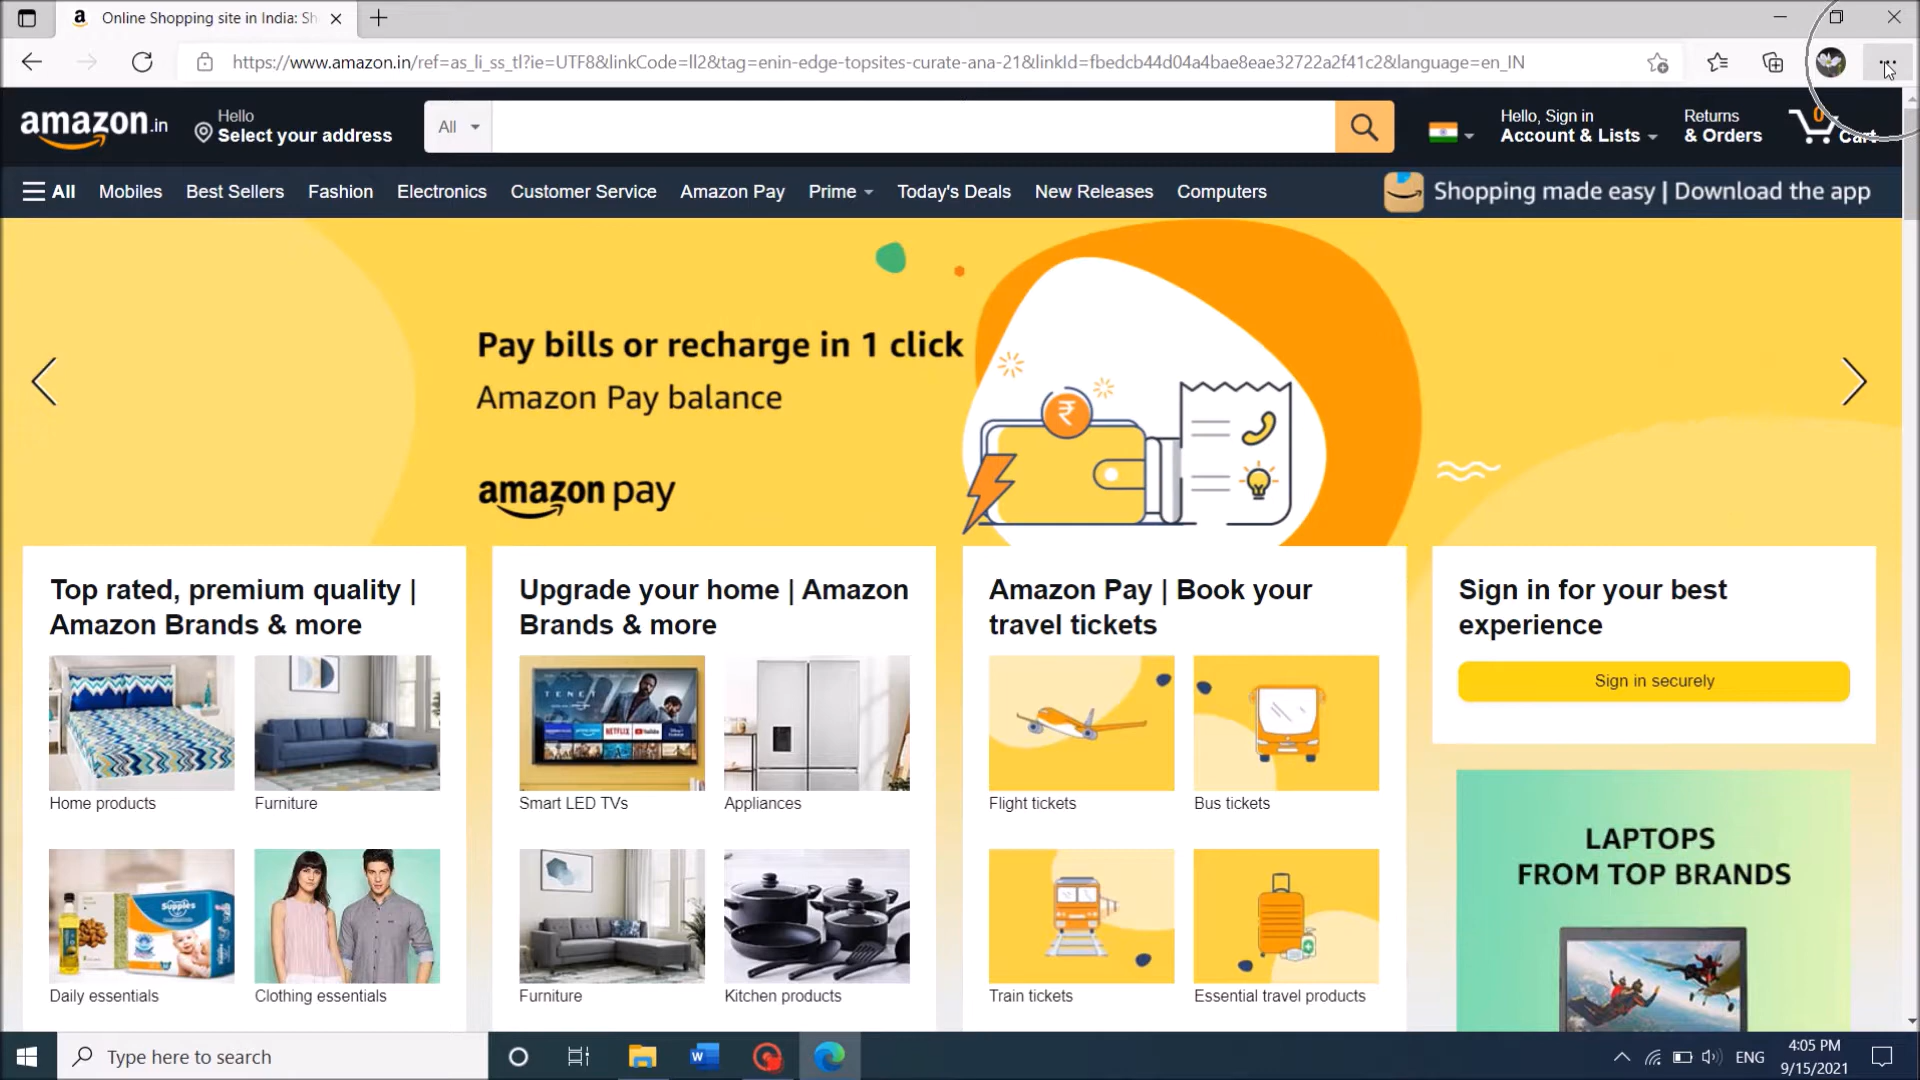 Online Shopping site in India: Sh
https://www.amazon.in/ref=as_li_ss_tl?ie=UTF8&linkCode=ll2&tag=enin-edge-topsites-curate-ana-21&linkId=fbedcb44d04a4bae8eae32722a2f41c2&language=en_IN
amazon.in
Hello
Select your address
All
Hello, Sign in
Account & Lists
Returns
& Orders
0
Cart
All Mobiles Best Sellers Fashion Electronics Customer Service Amazon Pay Prime Today's Deals New Releases Computers
Shopping made easy | Download the app
Pay bills or recharge in 1 click
Amazon Pay balance
amazon pay
₹
Top rated, premium quality |
Amazon Brands & more
Home products
Furniture
Daily essentials
Clothing essentials
Upgrade your home | Amazon
Brands & more
TENET
NETFLIX
YouTube
Smart LED TVs
Appliances
Furniture
Kitchen products
Amazon Pay | Book your
travel tickets
Flight tickets
Bus tickets
Train tickets
Essential travel products
Sign in for your best
experience
Sign in securely
LAPTOPS
FROM TOP BRANDS
Supples
Type here to search
W
ENG
4:05 PM
9/15/2021